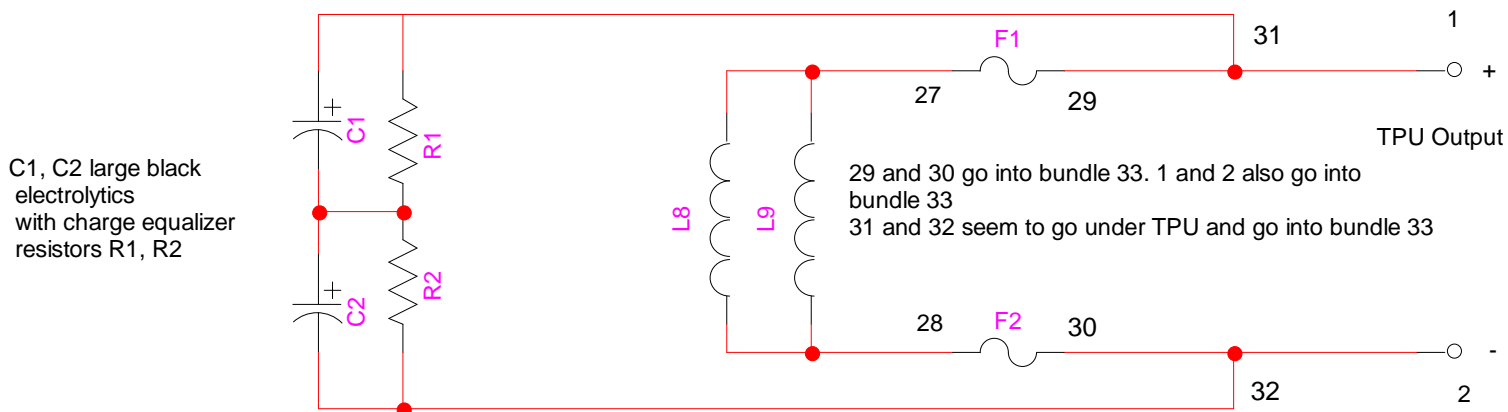 1
31
F1
+
27
29
C1
R1
TPU Output
C1, C2 large black
electrolytics
with charge equalizer
resistors R1, R2
29 and 30 go into bundle 33. 1 and 2 also go into
bundle 33
31 and 32 seem to go under TPU and go into bundle 33
L8
L9
C2
R2
28
F2
30
-
32
2
+
+